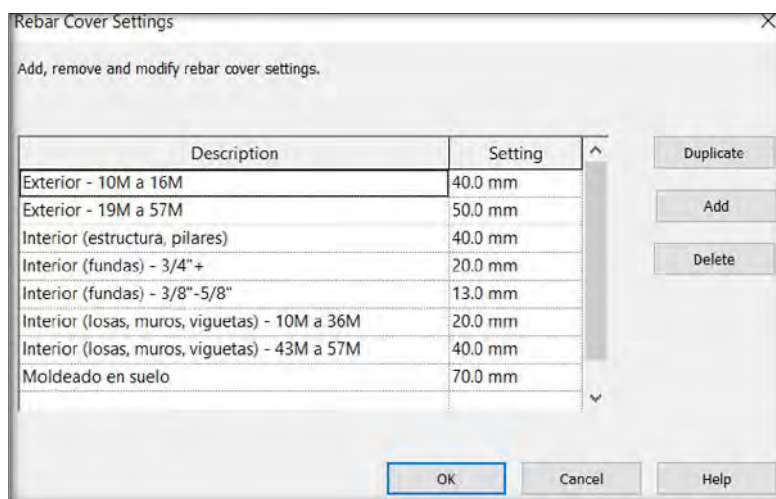 Rebar Cover Settings
Add, remove and modify rebar cover settings.
Description Setting
Exterior - 10M a 16M 40.0 mm
Exterior - 19M a 57M 50.0 mm
Interior (estructura, pilares) 40.0 mm
Interior (fundas) - 3/4"+ 20.0 mm
Interior (fundas) - 3/8"-5/8" 13.0 mm
Interior (losas, muros, viguetas) - 10M a 36M 20.0 mm
Interior (losas, muros, viguetas) - 43M a 57M 40.0 mm
Moldeado en suelo 70.0 mm
Duplicate
Add
Delete
OK Cancel Help